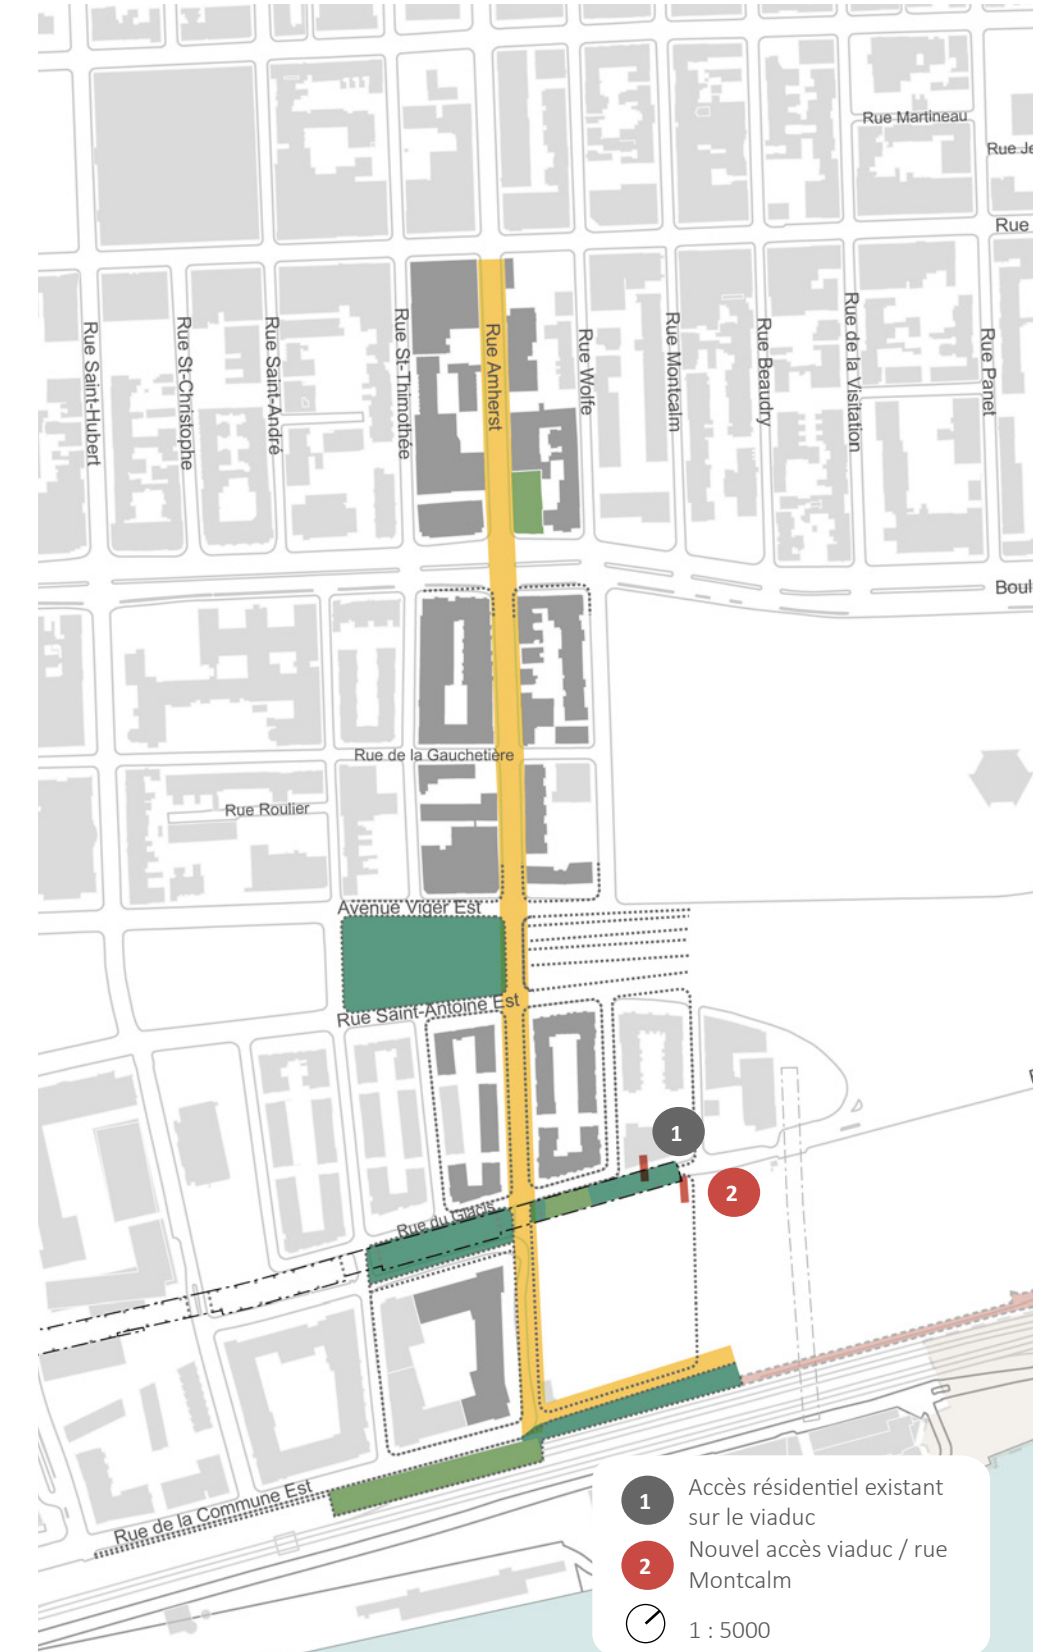 Rue Martineau
Rue Je
Rue
Rue Saint-Hubert
Rue St-Christophe
Rue Saint-André
Rue St-Thimothée
Rue Amherst
Rue Wolfe
Rue Montcalm
Rue Beaudry
Rue de la Visitation
Rue Panet
Boul
Rue de la Gauchetière
Rue Roulier
Avenue Viger Est
Rue Saint-Antoine Est
1
2
Rue du Glacis
Rue de la Commune Est
1 Accès résidentiel existant
sur le viaduc
2 Nouvel accès viaduc / rue
Montcalm
1 : 5000